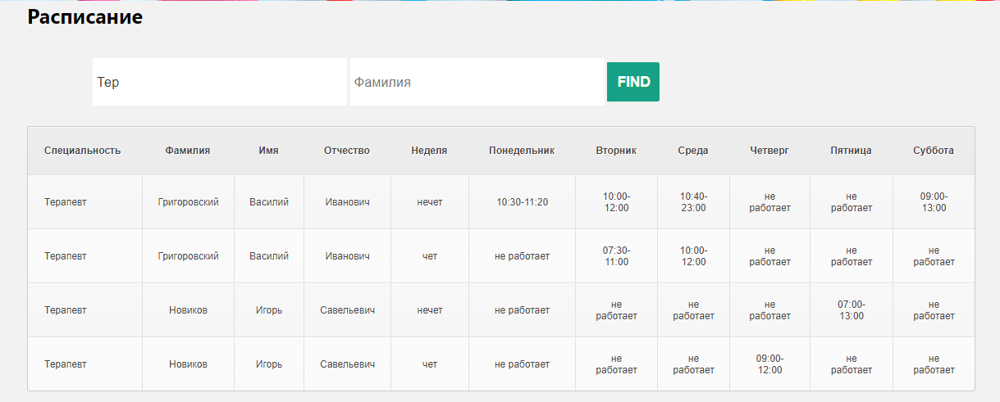 Расписание
Тер Фамилия FIND
Специальность Фамилия Имя Отчество Неделя Понедельник Вторник Среда Четверг Пятница Суббота
Терапевт Григоровский Василий Иванович нечет 10:30-11:20 10:00-12:00 10:40-23:00 не работает не работает 09:00-13:00
Терапевт Григоровский Василий Иванович чет не работает 07:30-11:00 10:00-12:00 не работает не работает не работает
Терапевт Новиков Игорь Савельевич нечет не работает не работает не работает не работает 07:00-13:00 не работает
Терапевт Новиков Игорь Савельевич чет не работает не работает не работает 09:00-12:00 не работает не работает